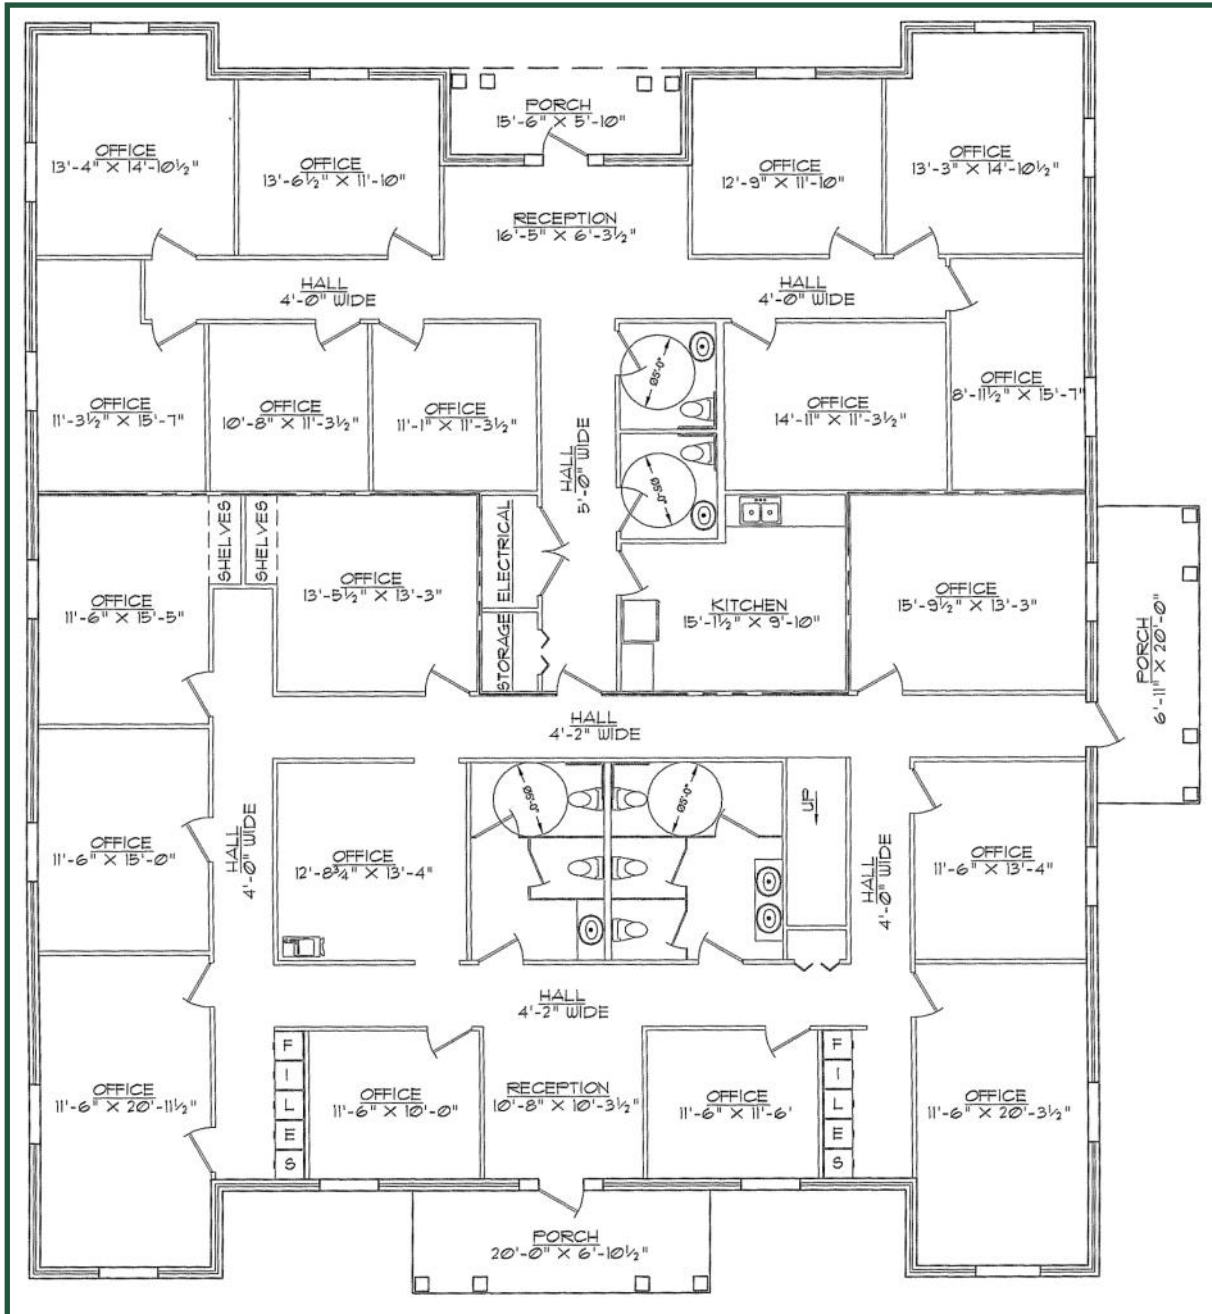 PORCH
15'-6" X 5'-10"
OFFICE
13'-4" X 14'-10½"
OFFICE
13'-6½" X 11'-10"
OFFICE
12'-9" X 11'-10"
OFFICE
13'-3" X 14'-10½"
RECEPTION
16'-5" X 6'-3½"
HALL
4'-0" WIDE
HALL
4'-0" WIDE
OFFICE
11'-3½" X 15'-7"
OFFICE
10'-8" X 11'-3½"
OFFICE
11'-1" X 11'-3½"
HALL
5'-0" WIDE
Ø5'-0"
Ø5'-0"
OFFICE
14'-11" X 11'-3½"
OFFICE
8'-11½" X 15'-7"
SHELVES
SHELVES
ELECTRICAL
STORAGE
OFFICE
11'-6" X 15'-5"
OFFICE
13'-5½" X 13'-3"
KITCHEN
15'-1½" X 9'-10"
OFFICE
15'-9½" X 13'-3"
PORCH
6'-11" X 20'-0"
HALL
4'-2" WIDE
OFFICE
11'-6" X 15'-0"
HALL
4'-0" WIDE
OFFICE
12'-8¾" X 13'-4"
Ø5'-0"
Ø5'-0"
UP
HALL
4'-0" WIDE
OFFICE
11'-6" X 13'-4"
HALL
4'-2" WIDE
OFFICE
11'-6" X 20'-11½"
F
I
L
E
S
OFFICE
11'-6" X 10'-0"
RECEPTION
10'-8" X 10'-3½"
OFFICE
11'-6" X 11'-6'
F
I
L
E
S
OFFICE
11'-6" X 20'-3½"
PORCH
20'-0" X 6'-10½"